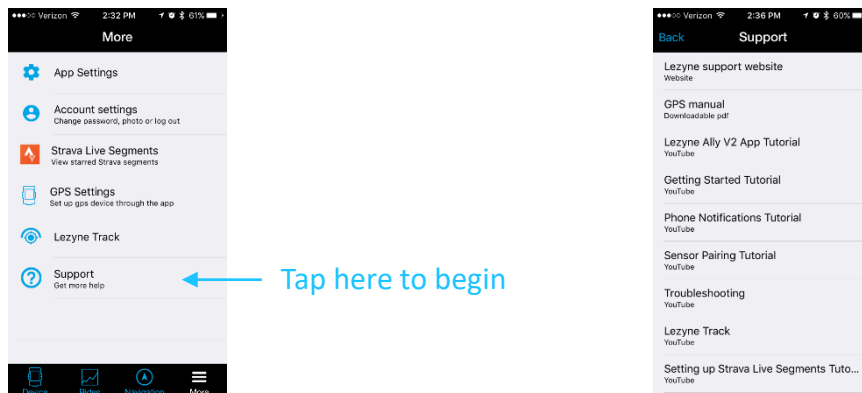 Verizon 2:32 PM 61%
More
App Settings
Account settings
Change password, photo or log out
Strava Live Segments
View starred Strava segments
GPS Settings
Set up gps device through the app
Lezyne Track
Support
Get more help
Device Rides Navigation More
Tap here to begin
Verizon 2:36 PM 60%
Back Support
Lezyne support website
Website
GPS manual
Downloadable pdf
Lezyne Ally V2 App Tutorial
YouTube
Getting Started Tutorial
YouTube
Phone Notifications Tutorial
YouTube
Sensor Pairing Tutorial
YouTube
Troubleshooting
YouTube
Lezyne Track
YouTube
Setting up Strava Live Segments Tuto...
YouTube